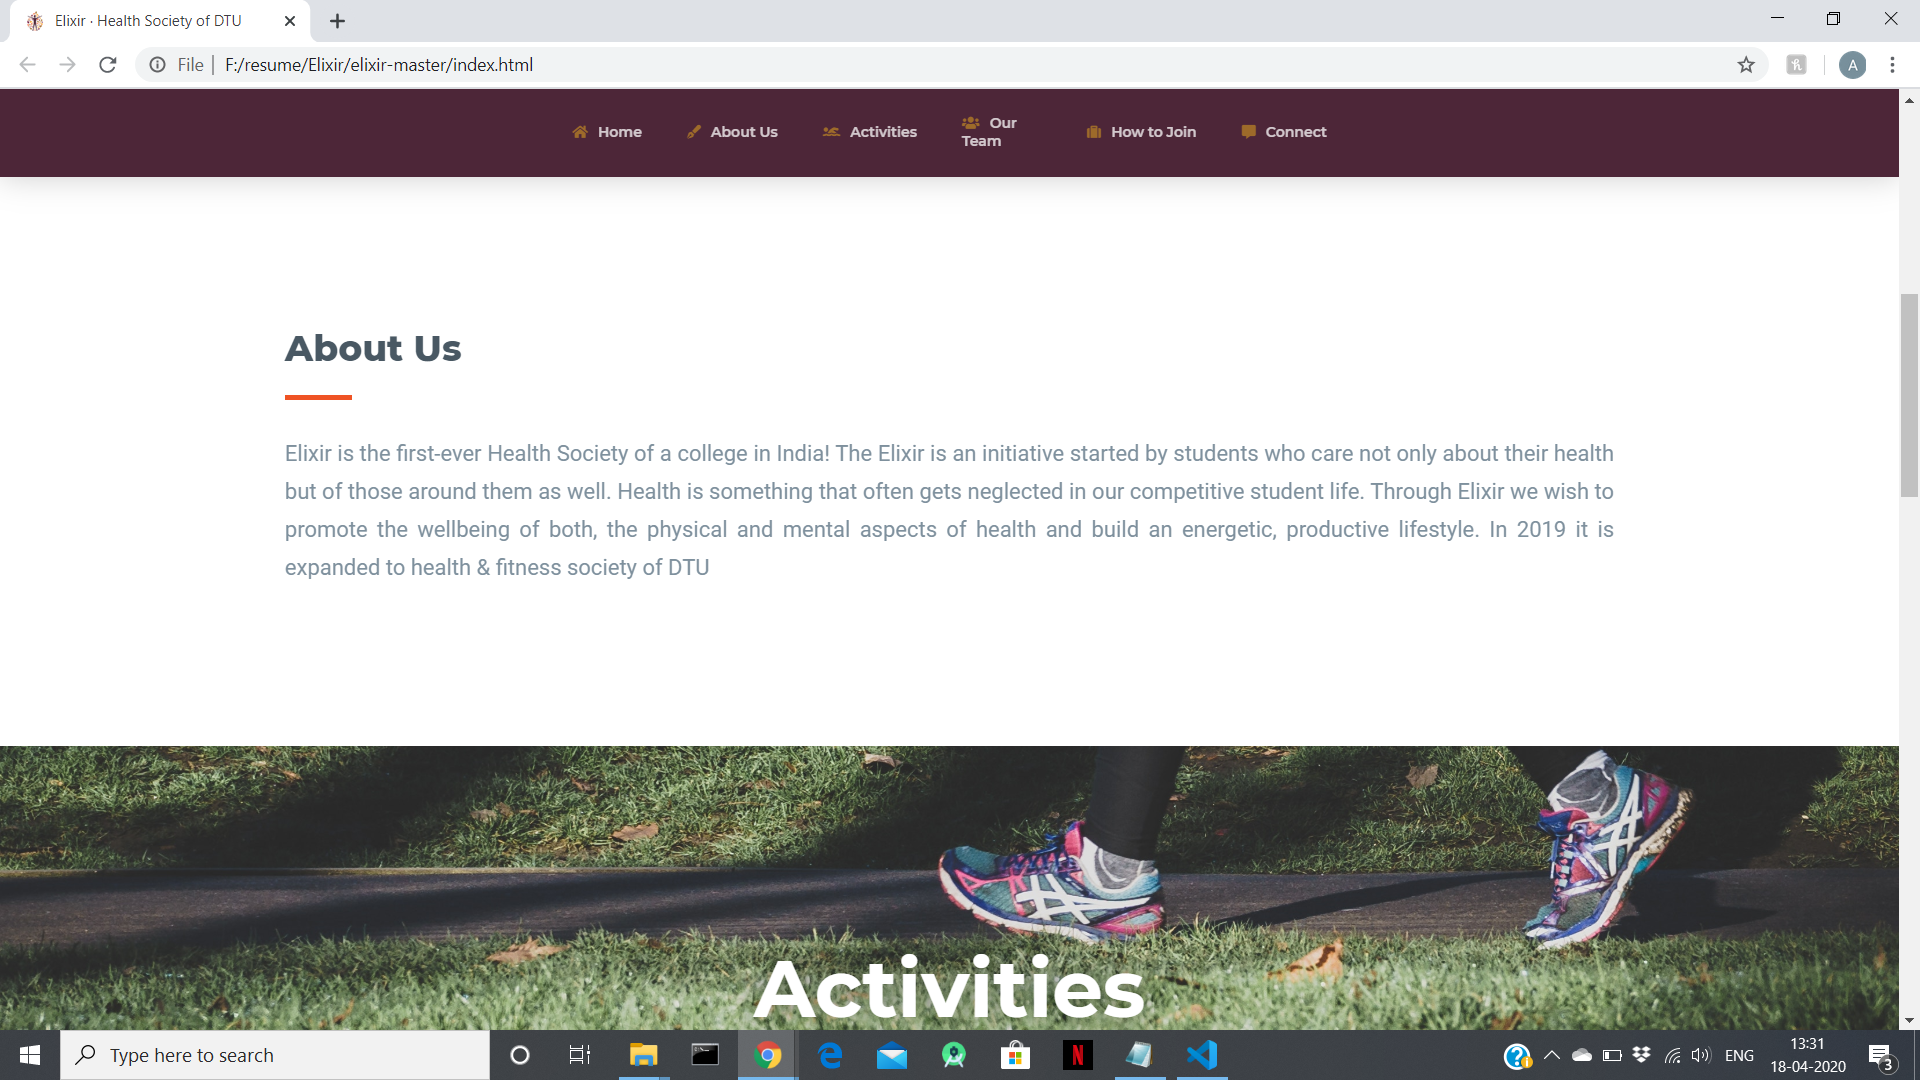 Elixir · Health Society of DTU
File | F:/resume/Elixir/elixir-master/index.html
A
Home
About Us
Activities
Our
Team
How to Join
Connect
About Us
Elixir is the first-ever Health Society of a college in India! The Elixir is an initiative started by students who care not only about their health
but of those around them as well. Health is something that often gets neglected in our competitive student life. Through Elixir we wish to
promote the wellbeing of both, the physical and mental aspects of health and build an energetic, productive lifestyle. In 2019 it is
expanded to health & fitness society of DTU
Activities
Type here to search
N
ENG
13:31
18-04-2020
3